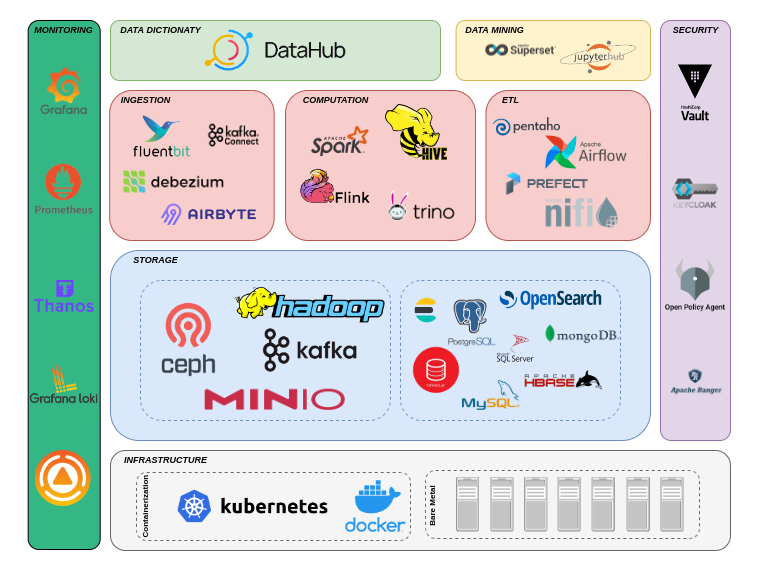 MONITORING
Grafana
Prometheus
Thanos
Grafana loki
DATA DICTIONATY
DataHub
DATA MINING
APACHE
Superset
jupyterhub
SECURITY
HashiCorp
Vault
KEYCLOAK
Open Policy Agent
Apache Ranger
INGESTION
fluentbit
kafka
Connect
debezium
AIRBYTE
COMPUTATION
APACHE
Spark
HIVE
Flink
trino
ETL
pentaho
Apache
Airflow
PREFECT
nifi
STORAGE
hadoop
ceph
kafka
MINIO
OpenSearch
PostgreSQL
mongoDB
SQL Server
ORACLE
APACHE
HBASE
MySQL
INFRASTRUCTURE
Containerization
kubernetes
docker
Bare Metal